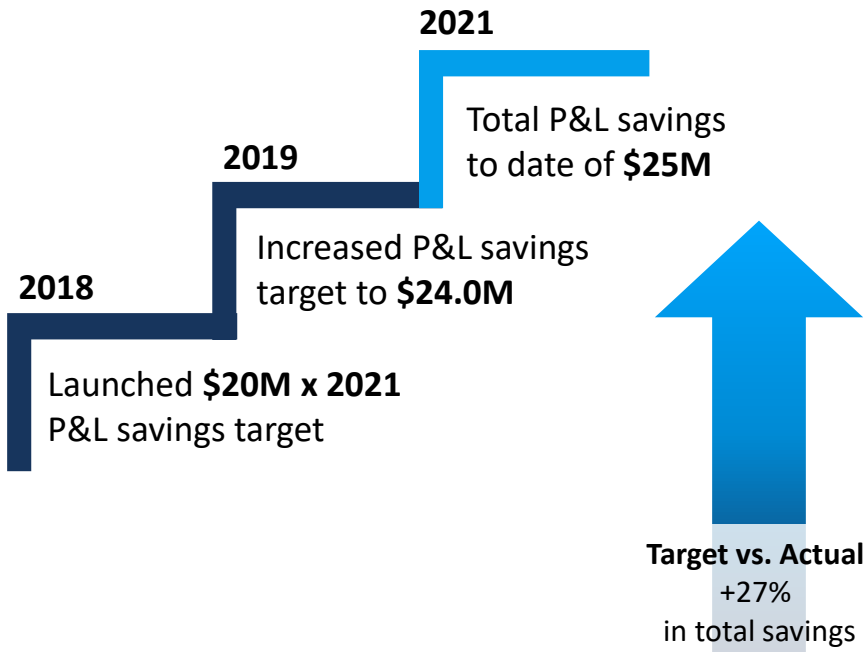 2021
Total P&L savings
to date of $25M
2019
Increased P&L savings
target to $24.0M
2018
Launched $20M x 2021
P&L savings target
Target vs. Actual
+27%
in total savings